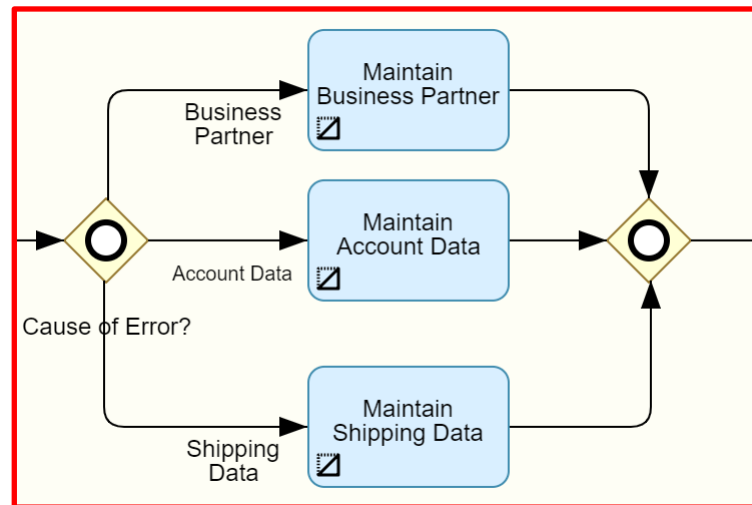 Maintain
Business Partner
Business
Partner
Maintain
Account Data
Account Data
Cause of Error?
Maintain
Shipping Data
Shipping
Data